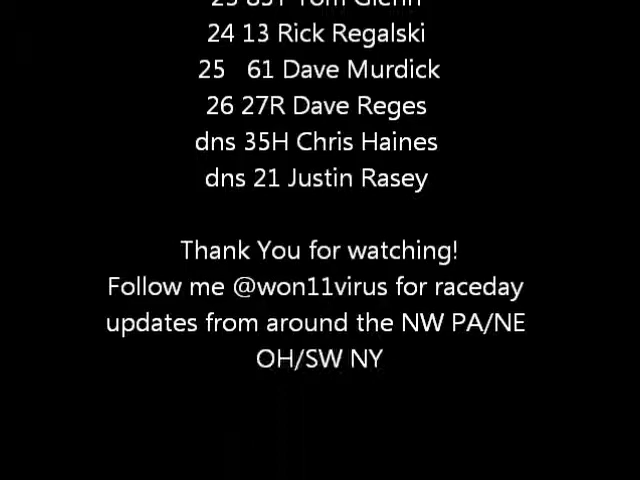 Tom Glenn
24 13 Rick Regalski
25 61 Dave Murdick
26 27R Dave Reges
dns 35H Chris Haines
dns 21 Justin Rasey
Thank You for watching!
Follow me @won11virus for raceday
updates from around the NW PA/NE
OH/SW NY